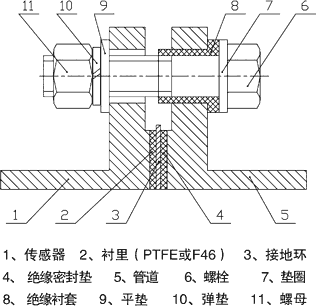 11 10 9 8 7 6
1 2 3 4 5
1、传感器 2、衬里（PTFE或F46） 3、接地环
4、绝缘密封垫 5、管道 6、螺栓 7、垫圈
8、绝缘衬套 9、平垫 10、弹垫 11、螺母